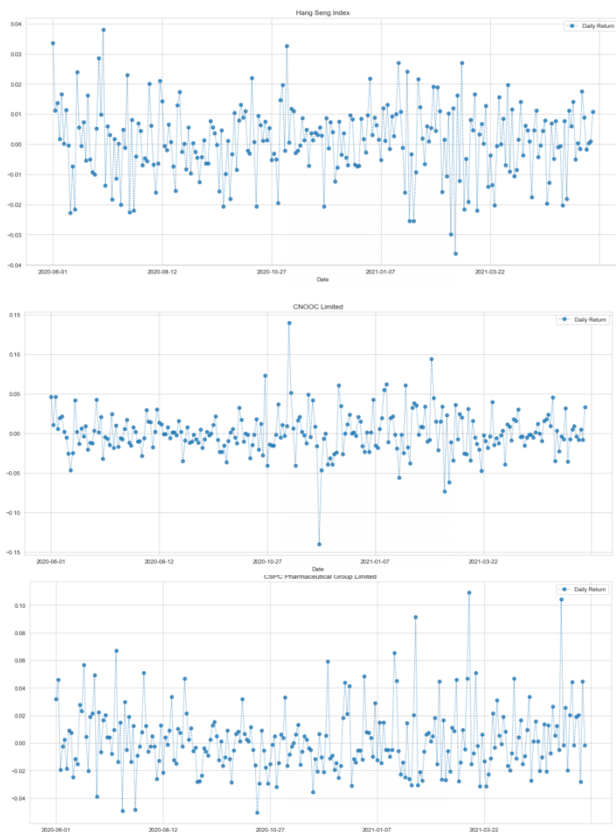 Hang Seng Index
Daily Return
0.04
0.03
0.02
0.01
0.00
−0.01
−0.02
−0.03
−0.04
2020-06-01 2020-08-12 2020-10-27 2021-01-07 2021-03-22
Date
CNOOC Limited
Daily Return
0.15
0.10
0.05
0.00
−0.05
−0.10
−0.15
2020-06-01 2020-08-12 2020-10-27 2021-01-07 2021-03-22
Date
CSPC Pharmaceutical Group Limited
Daily Return
0.10
0.08
0.06
0.04
0.02
0.00
−0.02
−0.04
2020-06-01 2020-08-12 2020-10-27 2021-01-07 2021-03-22